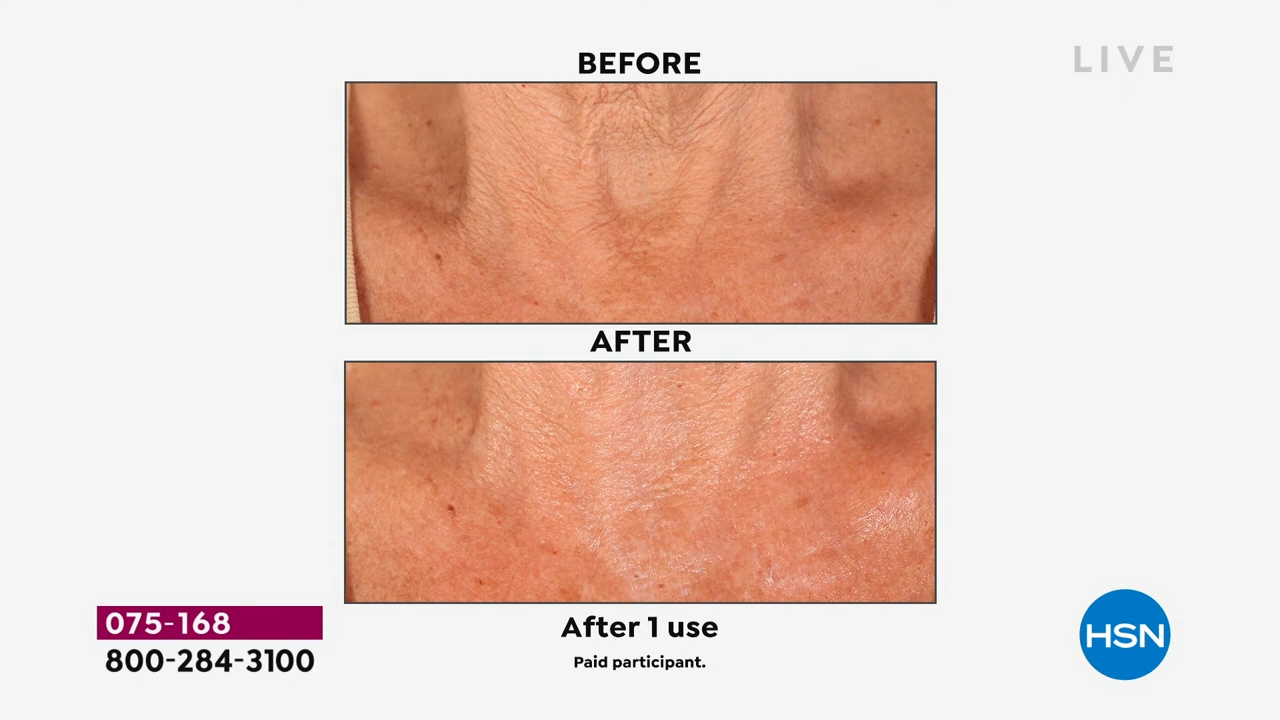 BEFORE
LIVE
AFTER
After 1 use
Paid participant.
075-168
800-284-3100
HSN